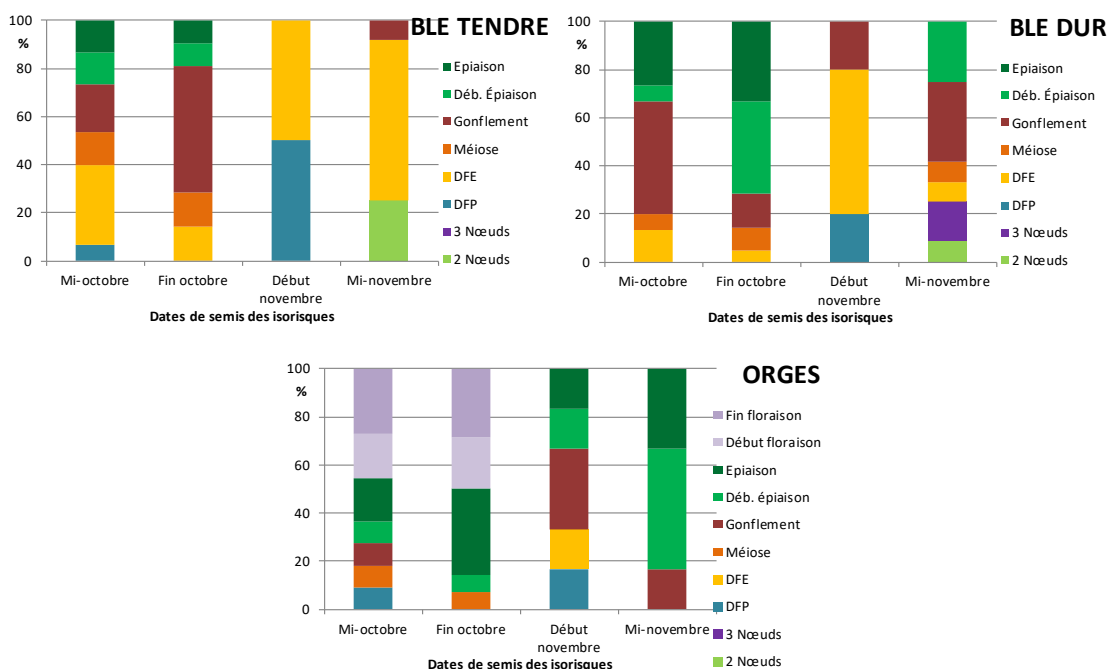 BLE TENDRE
100
%
80
60
40
20
0
Mi-octobre
Fin octobre
Début
novembre
Mi-novembre
Dates de semis des isorisques
Epiaison
Déb. Épiaison
Gonflement
Méiose
DFE
DFP
3 Nœuds
2 Nœuds
BLE DUR
100
%
80
60
40
20
0
Mi-octobre
Fin octobre
Début
novembre
Mi-novembre
Dates de semis des isorisques
Epiaison
Déb. Épiaison
Gonflement
Méiose
DFE
DFP
3 Nœuds
2 Nœuds
ORGES
100
%
80
60
40
20
0
Mi-octobre
Fin octobre
Début
novembre
Mi-novembre
Dates de semis des isorisques
Fin floraison
Début floraison
Epiaison
Déb. épiaison
Gonflement
Méiose
DFE
DFP
3 Nœuds
2 Nœuds